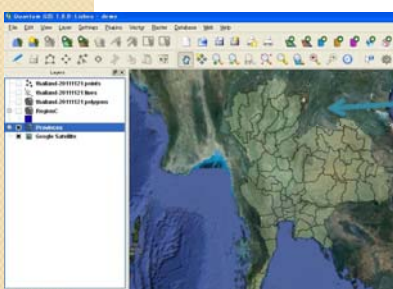 Quantum GIS 1.8.0-Lisboa - demo
File Edit View Layer Settings Plugins Vector Raster Database Web Help
Layers
thailand-20111121 points
thailand-20111121 lines
thailand-20111121 polygons
RegionC
Provinces
Google Satellite